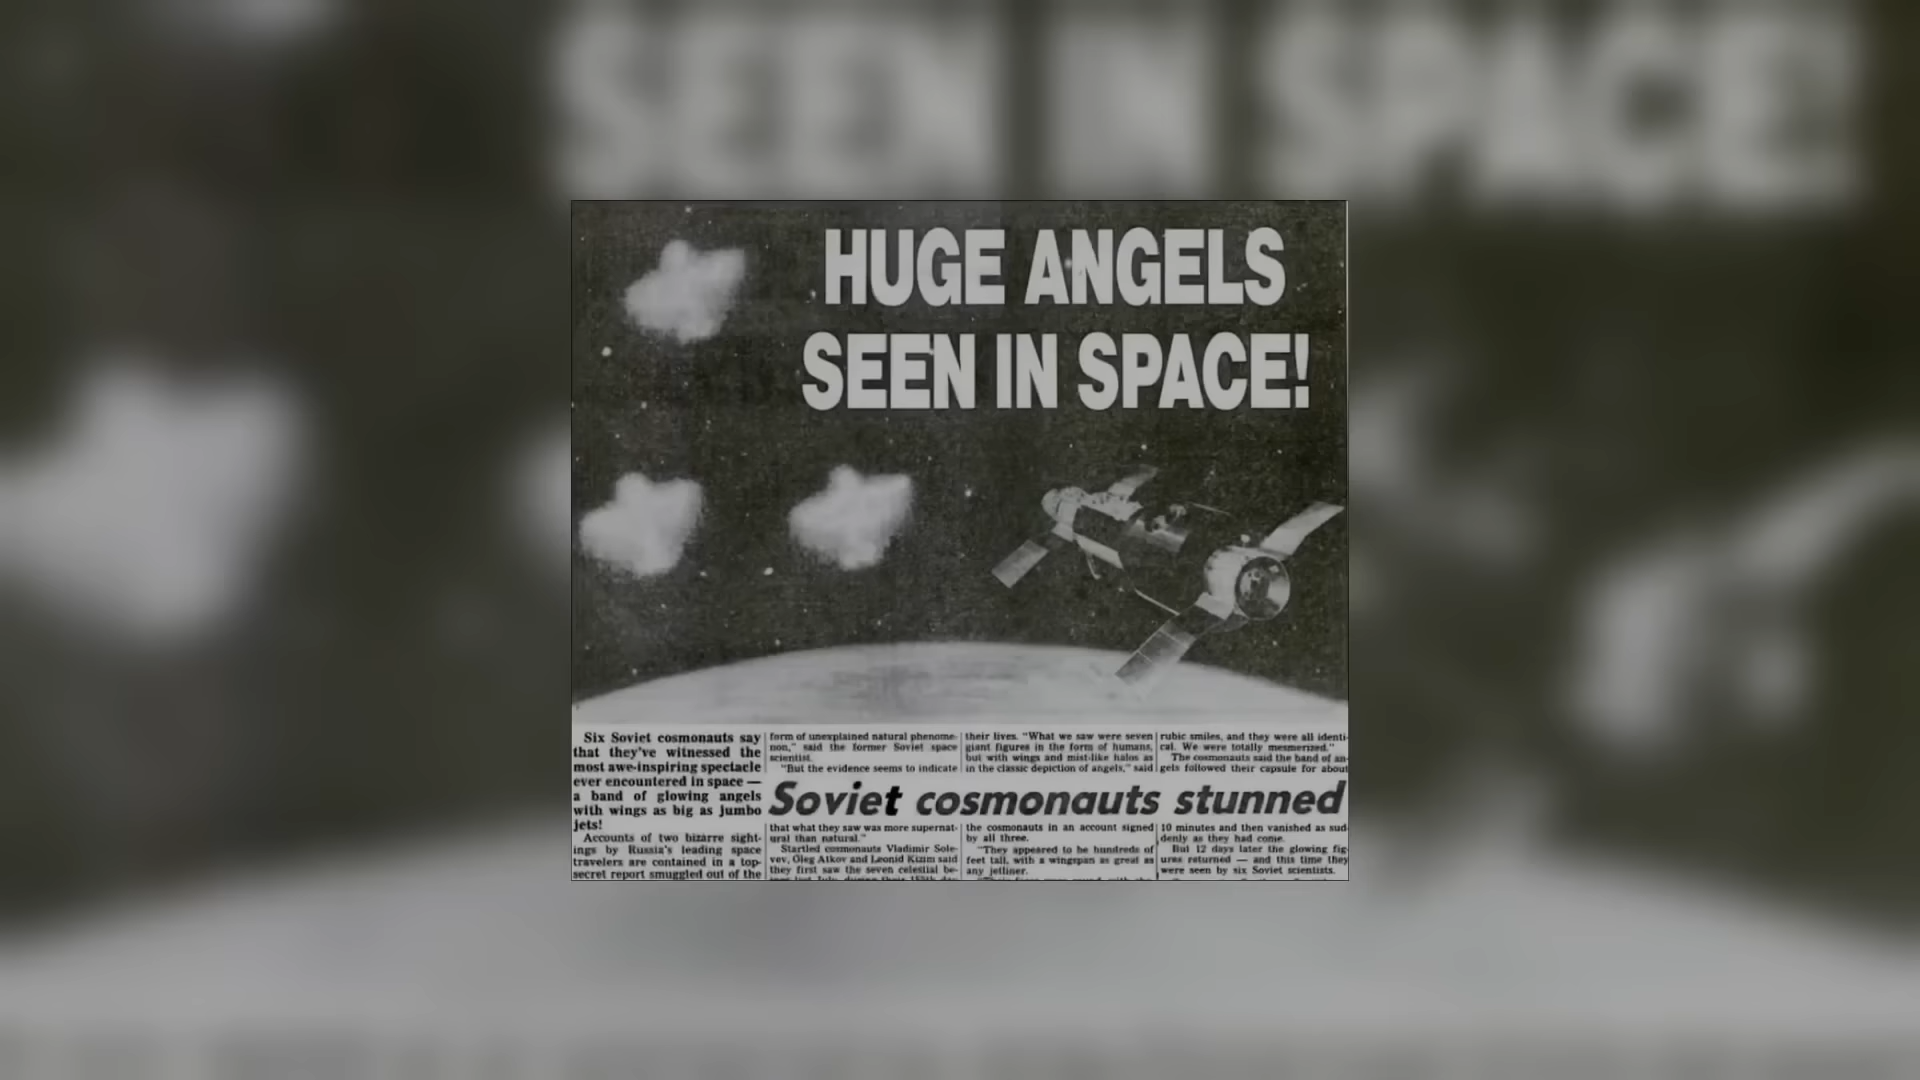 SEEN IN SPACE
HUGE ANGELS
SEEN IN SPACE!
Six Soviet cosmonauts say
that they've witnessed the
most awe-inspiring spectacle
ever encountered in space —
a band of glowing angels
with wings as big as jumbo
jets!
Accounts of two bizarre sight-
ings by Russia's leading space
travelers are contained in a top-
secret report smuggled out of the
form of unexplained natural phenome-
non," said the former Soviet space
scientist.
"But the evidence seems to indicate
their lives. "What we saw were seven
giant figures in the form of humans,
but with wings and mist-like halos as
in the classic depiction of angels," said
rubic smiles, and they were all identi-
cal. We were totally mesmerized."
The cosmonauts said the band of an-
gels followed their capsule for about
Soviet cosmonauts stunned
that what they saw was more supernat-
ural than natural."
Startled cosmonauts Vladimir Sole-
vev, Oleg Atkov and Leonid Kizim said
they first saw the seven celestial be-
the cosmonauts in an account signed
by all three.
"They appeared to be hundreds of
feet tall, with a wingspan as great as
any jetliner.
10 minutes and then vanished as sud-
denly as they had come.
But 12 days later the glowing fig-
ures returned — and this time they
were seen by six Soviet scientists.